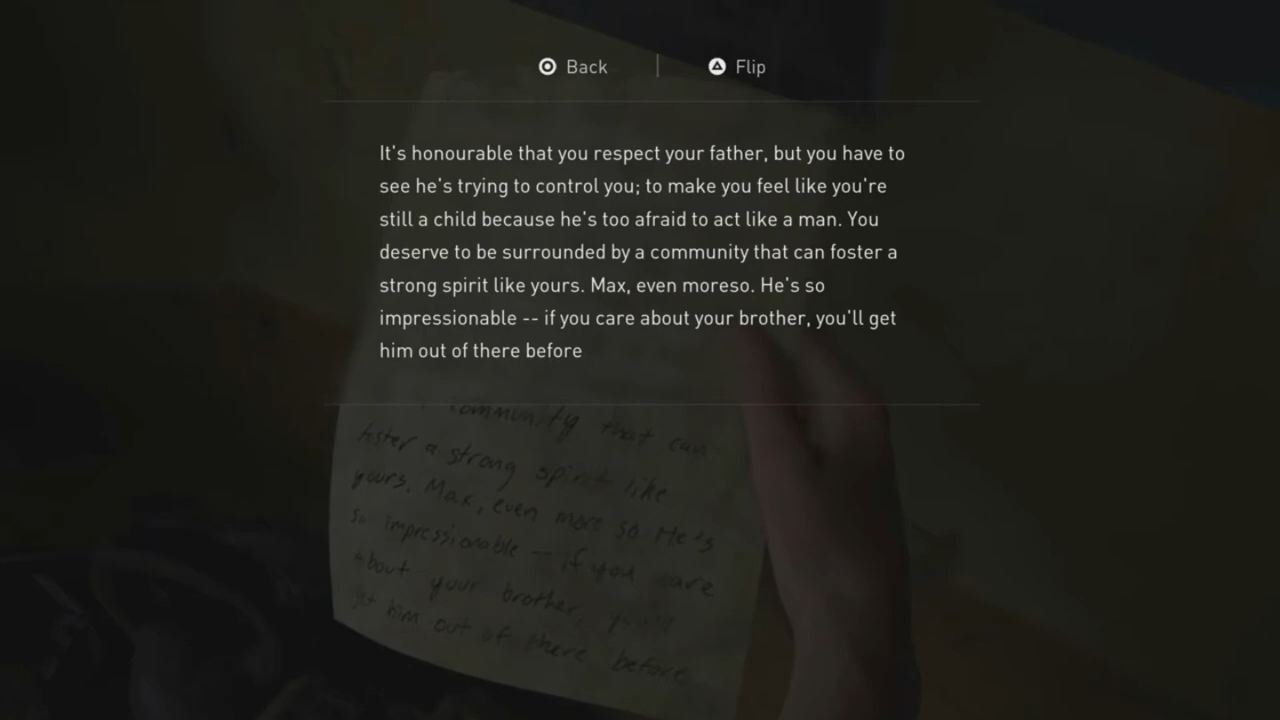 Back
Flip
It's honourable that you respect your father, but you have to
see he's trying to control you; to make you feel like you're
still a child because he's too afraid to act like a man. You
deserve to be surrounded by a community that can foster a
strong spirit like yours. Max, even moreso. He's so
impressionable -- if you care about your brother, you'll get
him out of there before
community that can
foster a strong spirit like
yours. Max, even more so He's
so impressionable -- if you care
about your brother, you'll
get him out of there before